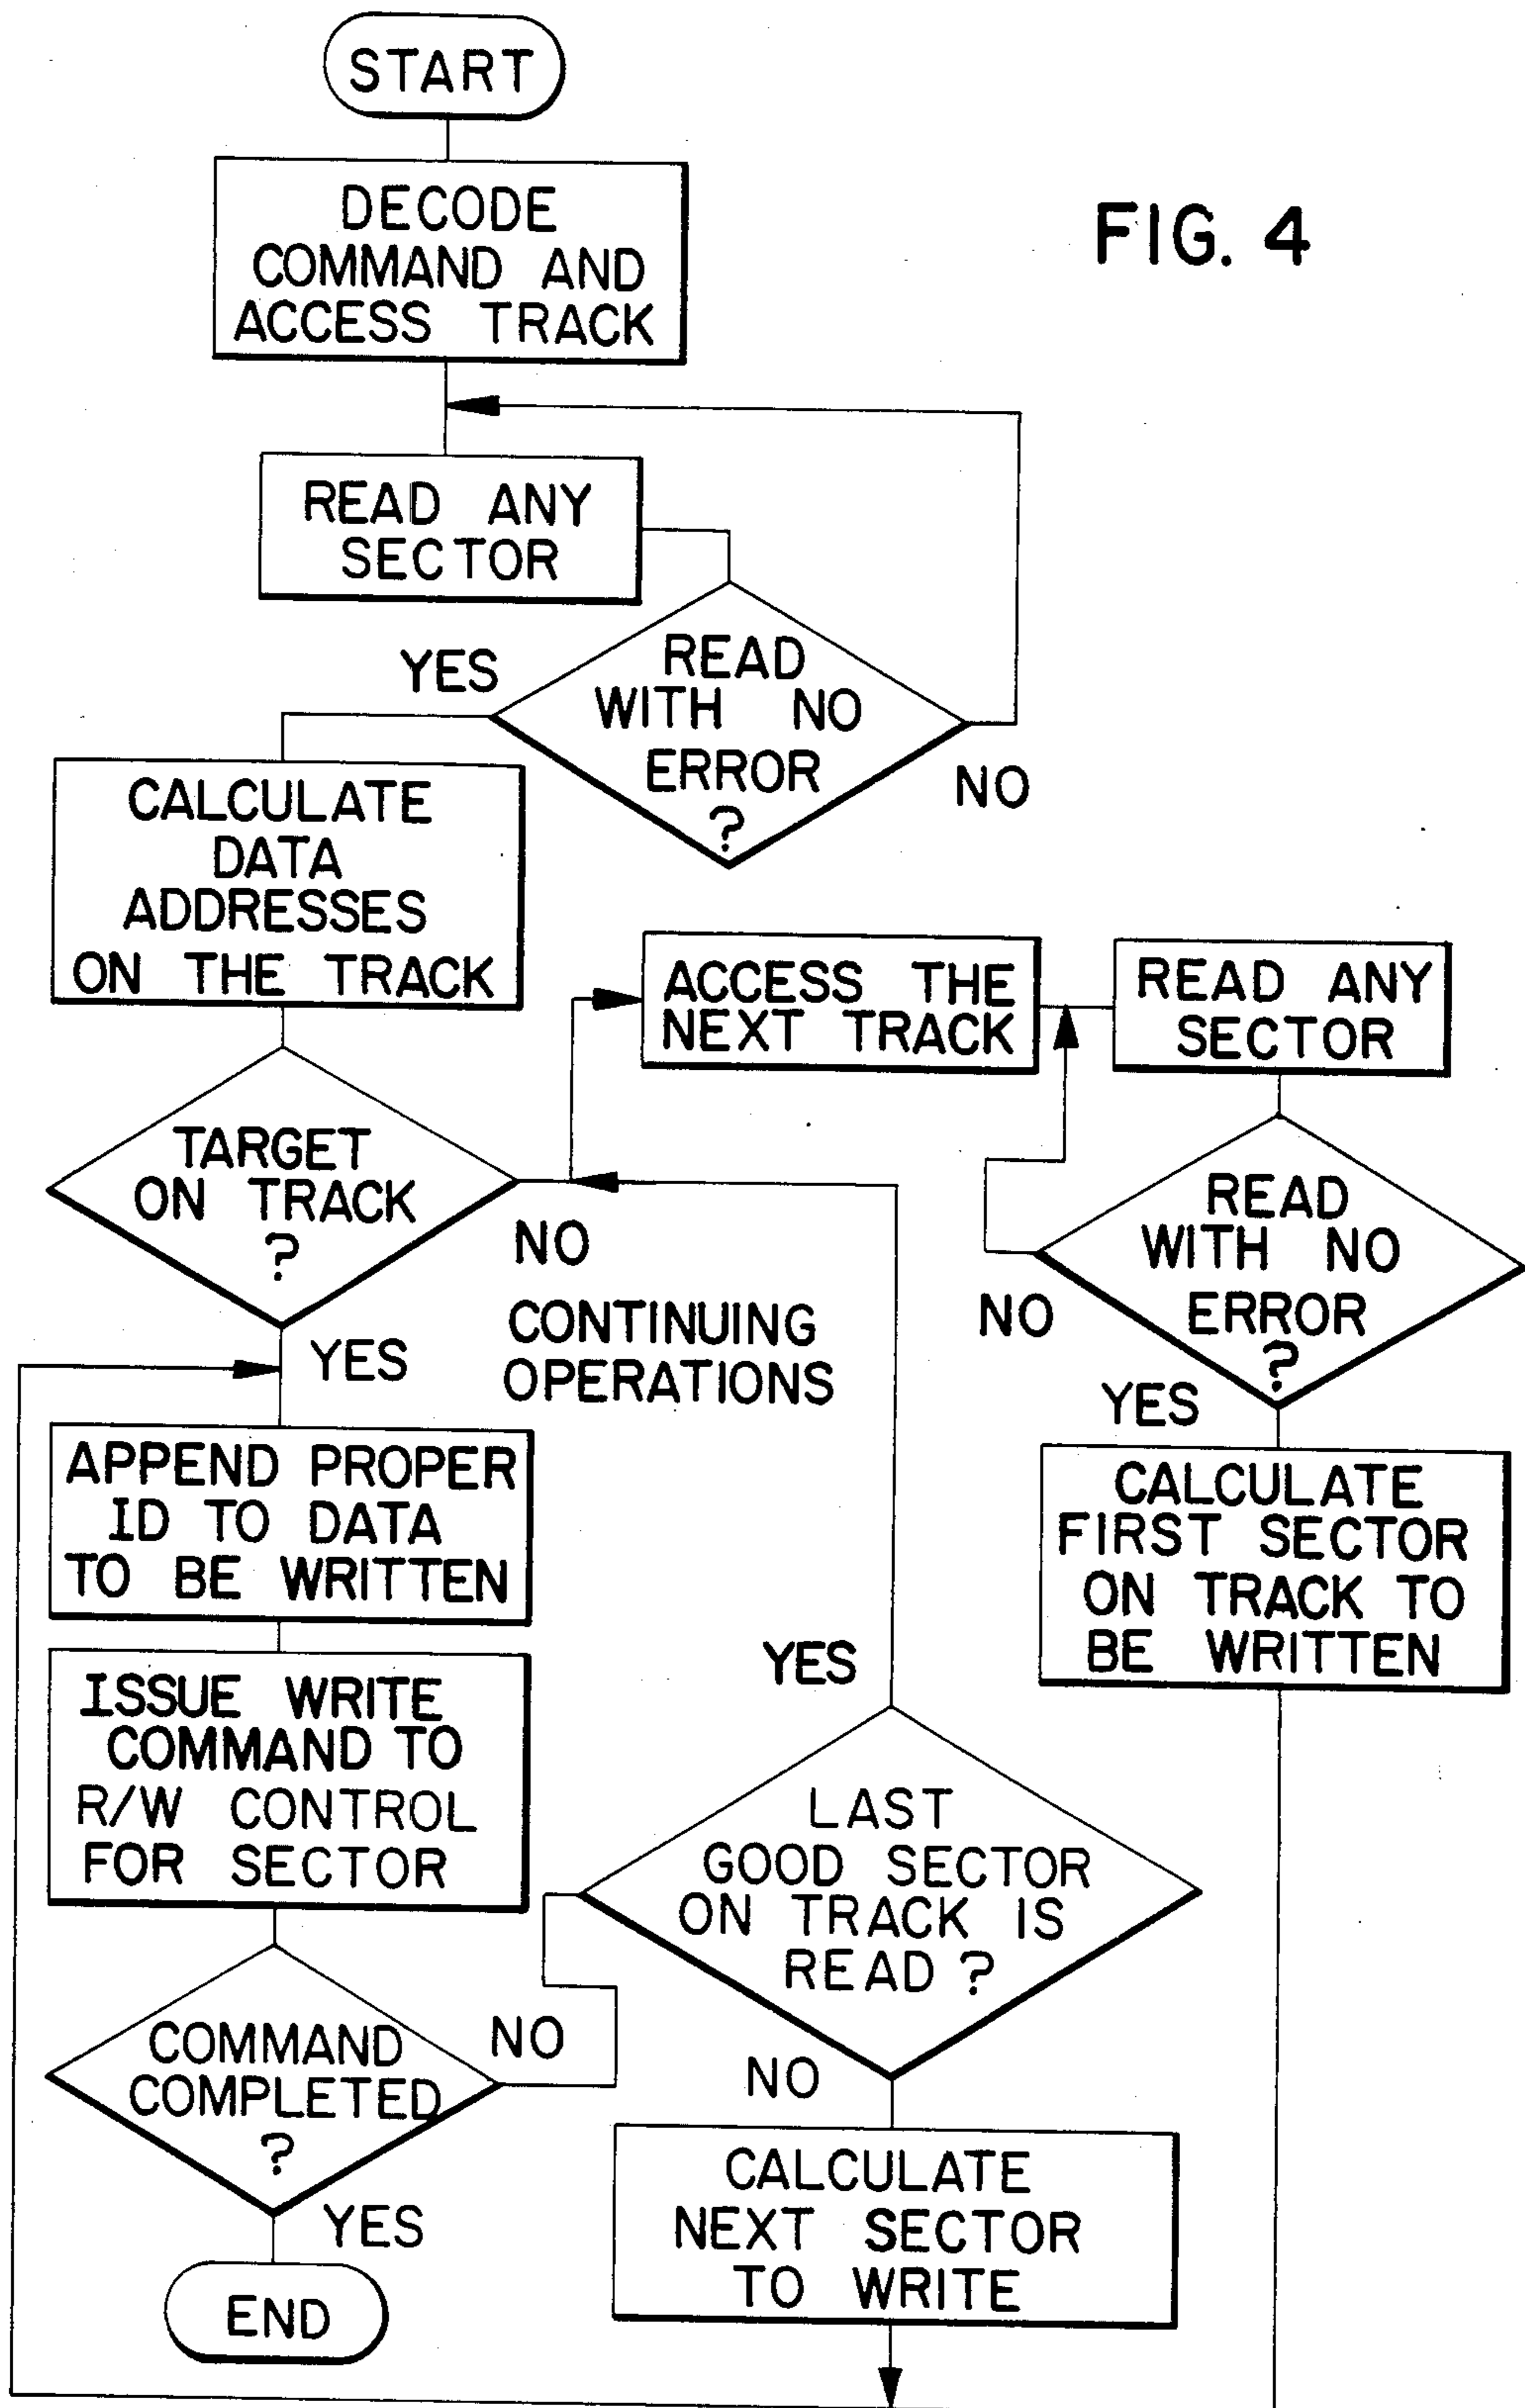 START
FIG. 4
DECODE
COMMAND AND
ACCESS TRACK
READ ANY
SECTOR
READ
WITH NO
ERROR
?
YES
NO
CALCULATE
DATA
ADDRESSES
ON THE TRACK
ACCESS THE
NEXT TRACK
READ ANY
SECTOR
TARGET
ON TRACK
?
NO
YES
READ
WITH NO
ERROR
?
NO
YES
CONTINUING
OPERATIONS
APPEND PROPER
ID TO DATA
TO BE WRITTEN
CALCULATE
FIRST SECTOR
ON TRACK TO
BE WRITTEN
ISSUE WRITE
COMMAND TO
R/W CONTROL
FOR SECTOR
YES
LAST
GOOD SECTOR
ON TRACK IS
READ ?
NO
COMMAND
COMPLETED
?
NO
YES
CALCULATE
NEXT SECTOR
TO WRITE
END